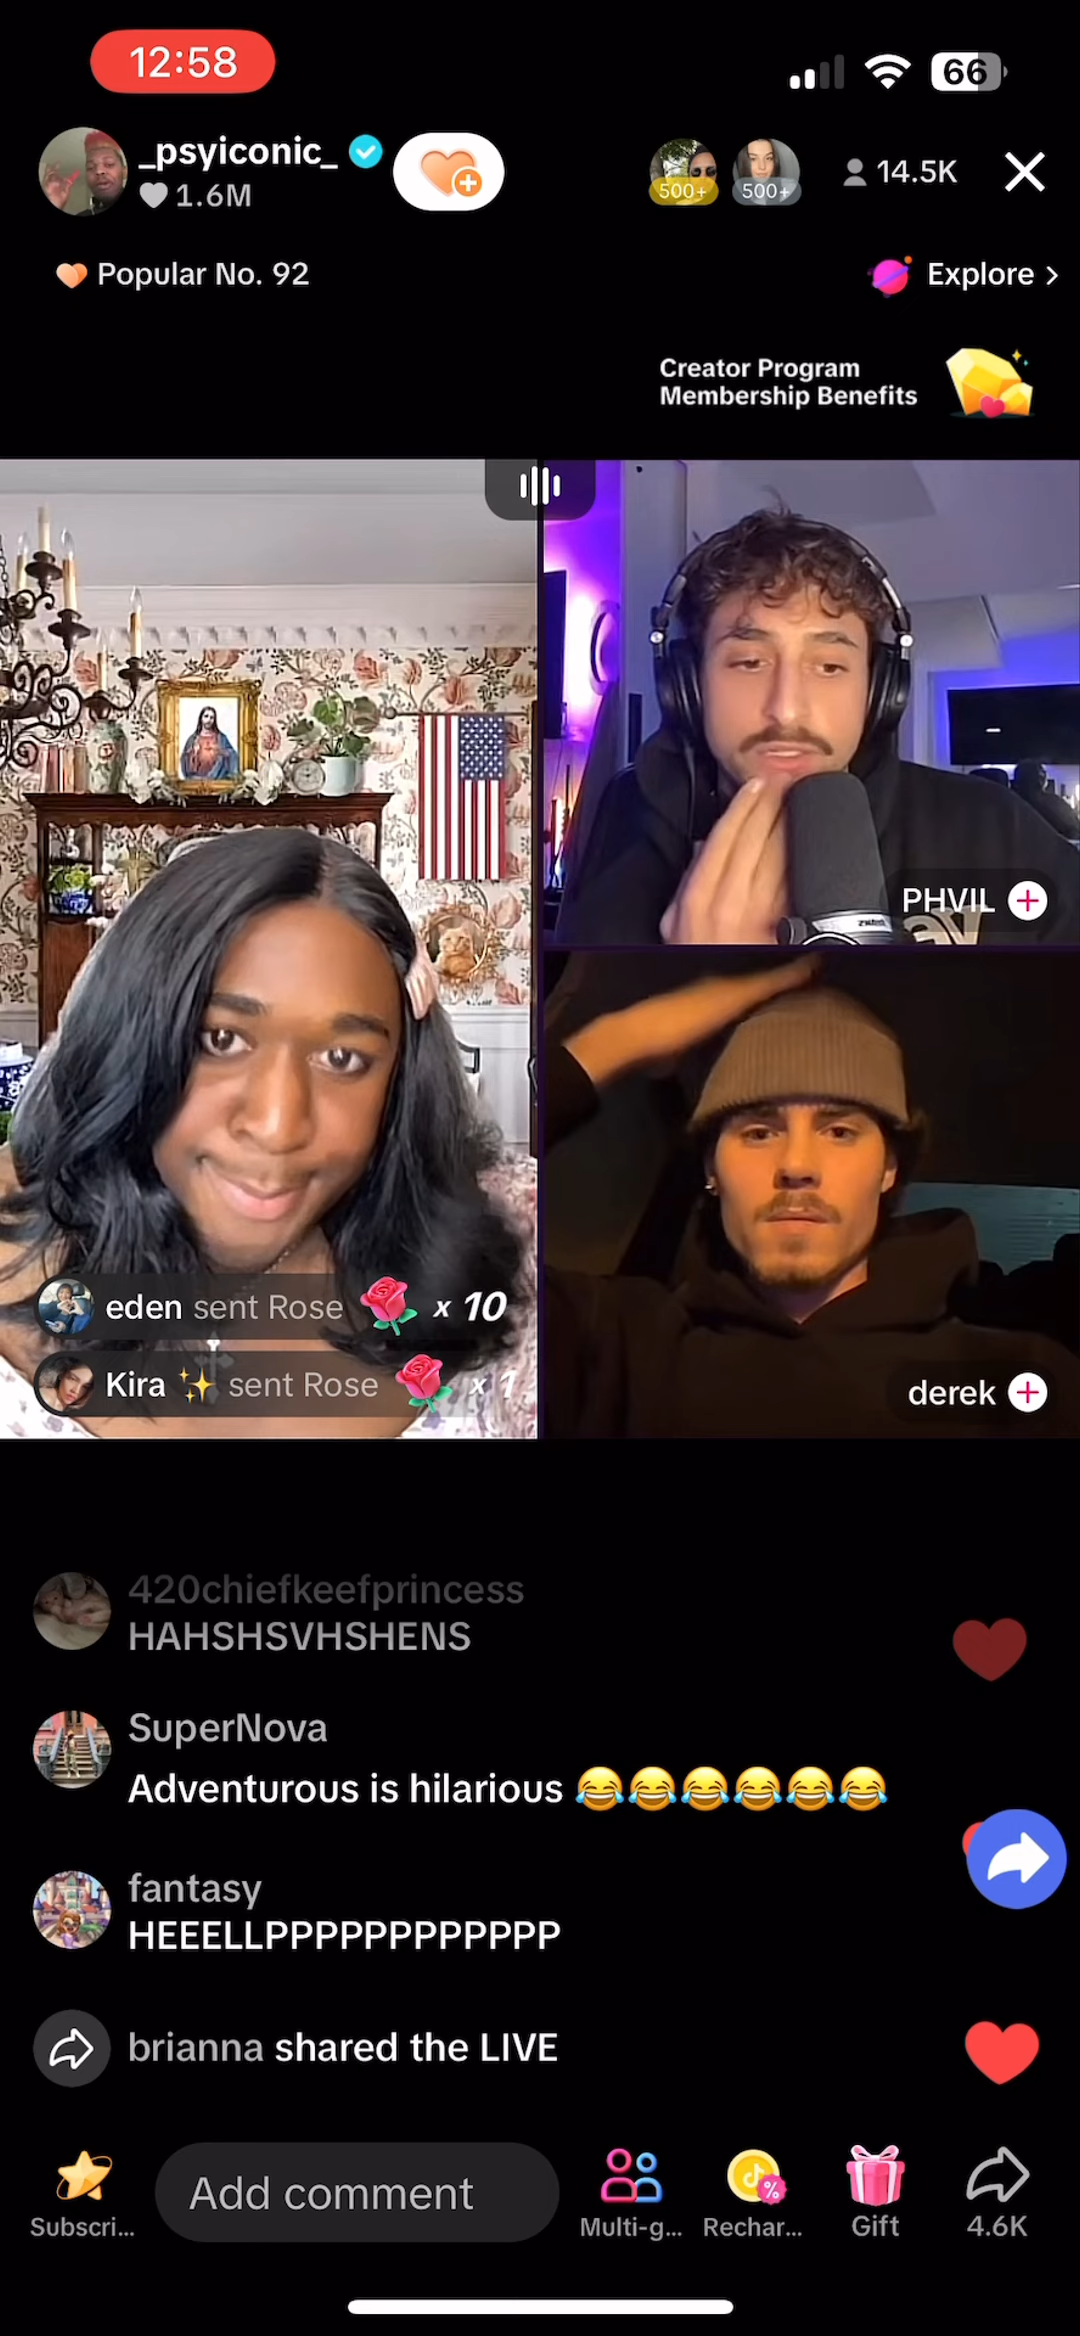 12:58
66
_psyiconic_
1.6M
500+
500+
14.5K
Popular No. 92
Explore >
Creator Program
Membership Benefits
PHVIL
eden sent Rose x 10
Kira ✨ sent Rose x 1
derek
420chiefkeefprincess
HAHSHSVHSHENS
SuperNova
Adventurous is hilarious 😂😂😂😂😂😂
fantasy
HEEELLPPPPPPPPPPPP
brianna shared the LIVE
Add comment
Subscri...
Multi-g...
Rechar...
Gift
4.6K